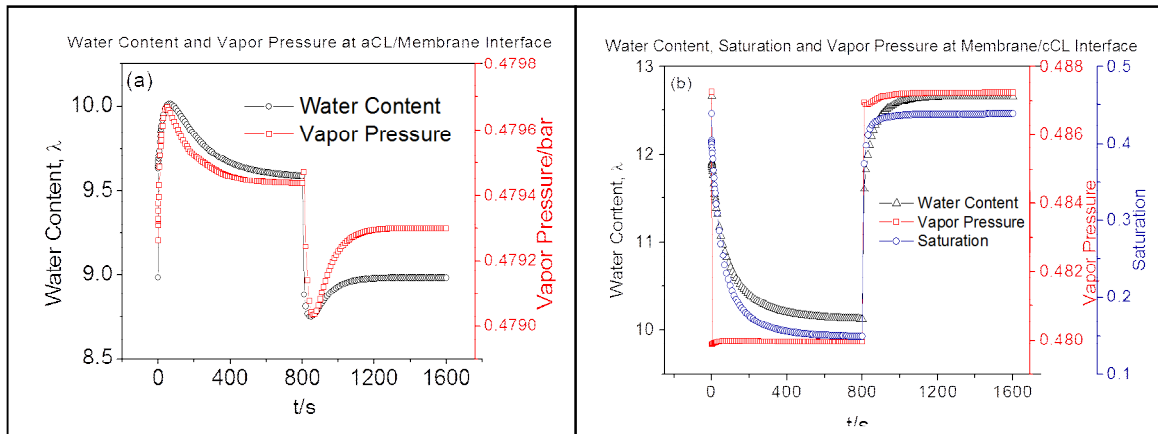 Water Content and Vapor Pressure at aCL/Membrane Interface
(a)
Water Content
Vapor Pressure
10.0
9.5
9.0
8.5
Water Content, λ
0.4798
0.4796
0.4794
0.4792
0.4790
Vapor Pressure/bar
0 400 800 1200 1600
t/s
Water Content, Saturation and Vapor Pressure at Membrane/cCL Interface
(b)
Water Content
Vapor Pressure
Saturation
13
12
11
10
Water Content, λ
0.488
0.486
0.484
0.482
0.480
Vapor Pressure
0.5
0.4
0.3
0.2
0.1
Saturation
0 400 800 1200 1600
t/s